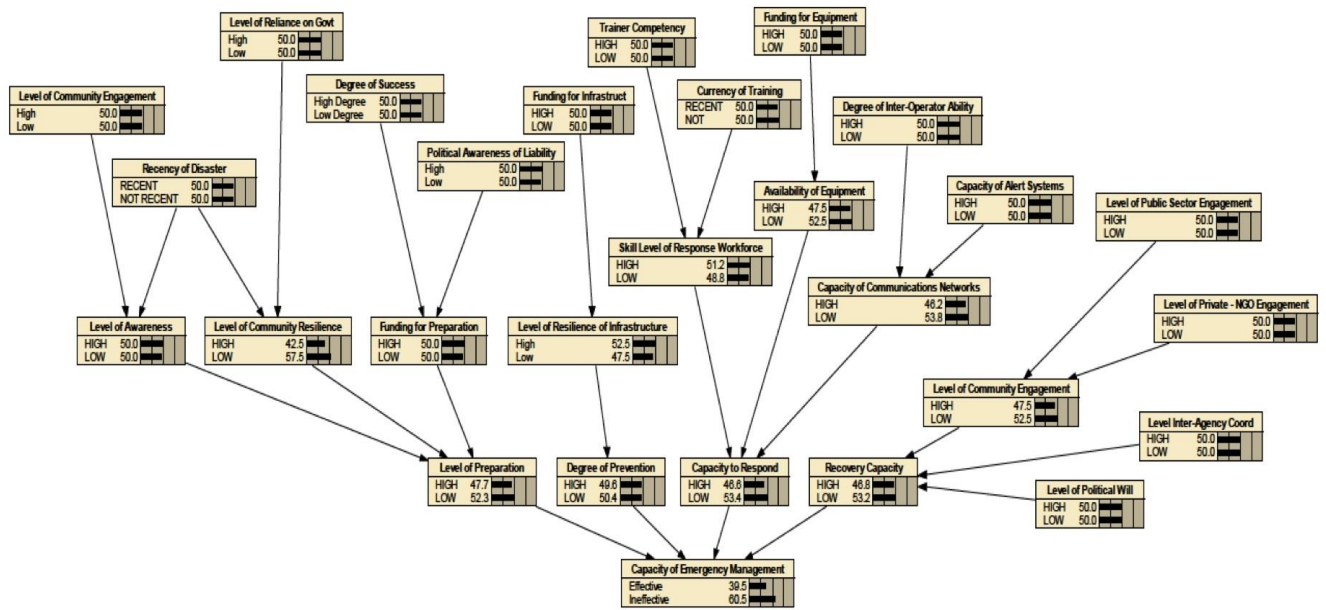 Level of Reliance on Govt
High 50.0
Low 50.0
Trainer Competency
HIGH 50.0
LOW 50.0
Funding for Equipment
HIGH 50.0
LOW 50.0
Level of Community Engagement
High 50.0
Low 50.0
Degree of Success
High Degree 50.0
Low Degree 50.0
Funding for Infrastruct
HIGH 50.0
LOW 50.0
Currency of Training
RECENT 50.0
NOT 50.0
Degree of Inter-Operator Ability
HIGH 50.0
LOW 50.0
Recency of Disaster
RECENT 50.0
NOT RECENT 50.0
Political Awareness of Liability
High 50.0
Low 50.0
Availability of Equipment
HIGH 47.5
LOW 52.5
Capacity of Alert Systems
HIGH 50.0
LOW 50.0
Level of Public Sector Engagement
HIGH 50.0
LOW 50.0
Skill Level of Response Workforce
HIGH 51.2
LOW 48.8
Capacity of Communications Networks
HIGH 46.2
LOW 53.8
Level of Private - NGO Engagement
HIGH 50.0
LOW 50.0
Level of Awareness
HIGH 50.0
LOW 50.0
Level of Community Resilience
HIGH 42.5
LOW 57.5
Funding for Preparation
HIGH 50.0
LOW 50.0
Level of Resilience of Infrastructure
High 52.5
Low 47.5
Level of Community Engagement
HIGH 47.5
LOW 52.5
Level Inter-Agency Coord
HIGH 50.0
LOW 50.0
Level of Preparation
HIGH 47.7
LOW 52.3
Degree of Prevention
HIGH 49.6
LOW 50.4
Capacity to Respond
HIGH 46.6
LOW 53.4
Recovery Capacity
HIGH 46.8
LOW 53.2
Level of Political Will
HIGH 50.0
LOW 50.0
Capacity of Emergency Management
Effective 39.5
Ineffective 60.5